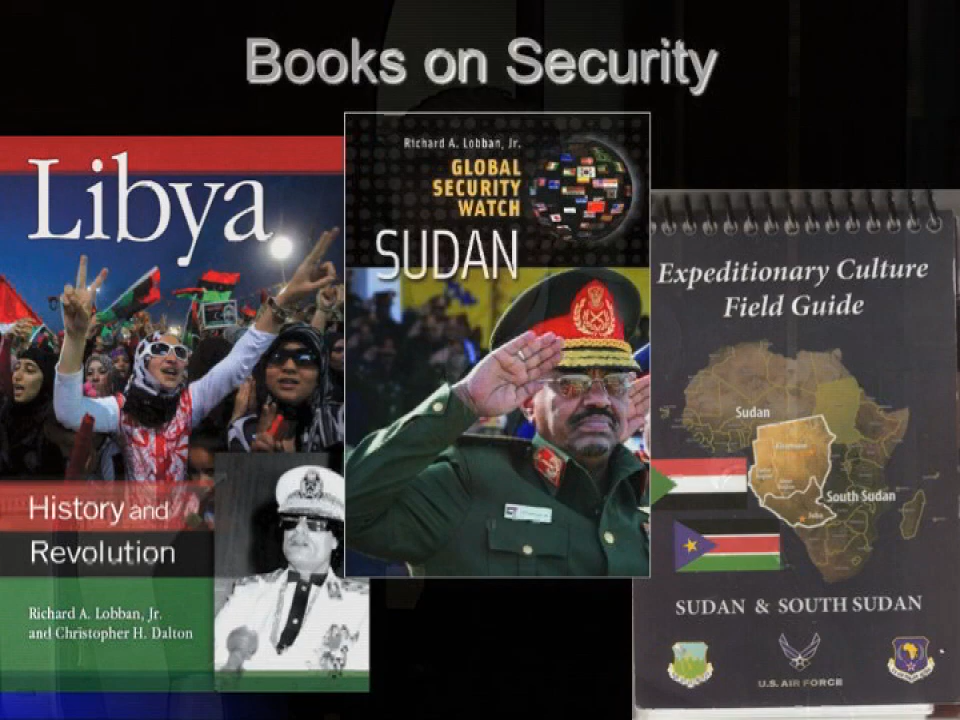 Books on Security
Libya
History and
Revolution
Richard A. Lobban, Jr.
and Christopher H. Dalton
Richard A. Lobban, Jr.
GLOBAL
SECURITY
WATCH
SUDAN
Expeditionary Culture
Field Guide
Sudan
South Sudan
SUDAN & SOUTH SUDAN
U.S. AIR FORCE